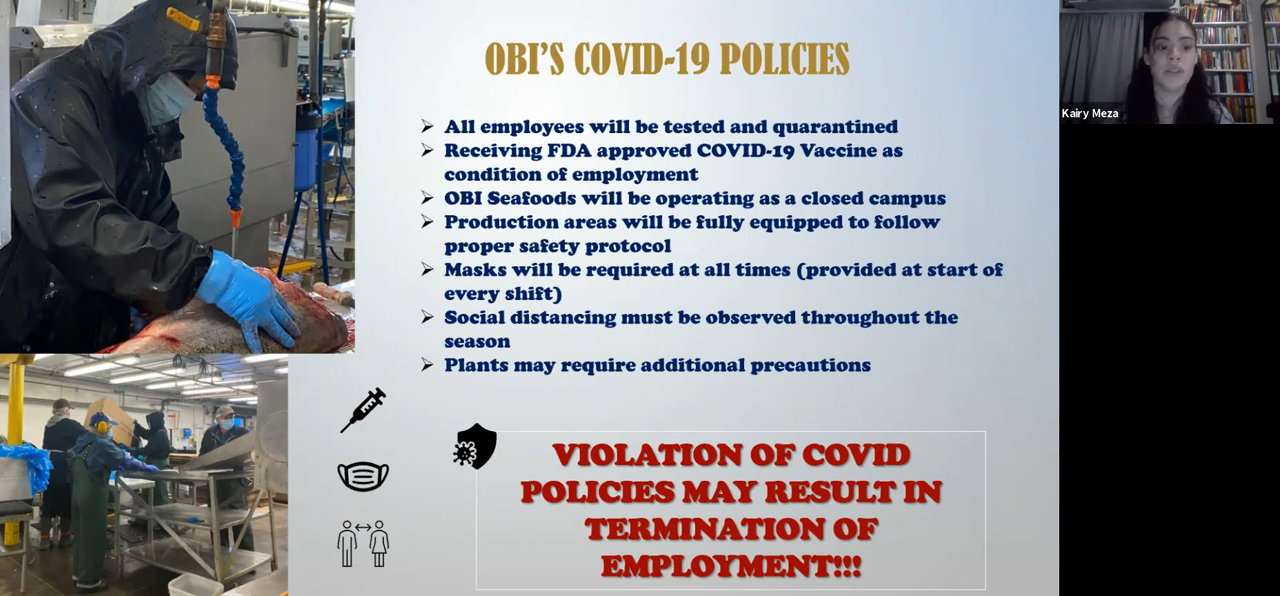 OBI'S COVID-19 POLICIES
All employees will be tested and quarantined
Receiving FDA approved COVID-19 Vaccine as
condition of employment
OBI Seafoods will be operating as a closed campus
Production areas will be fully equipped to follow
proper safety protocol
Masks will be required at all times (provided at start of
every shift)
Social distancing must be observed throughout the
season
Plants may require additional precautions
VIOLATION OF COVID
POLICIES MAY RESULT IN
TERMINATION OF
EMPLOYMENT!!!
Kairy Meza